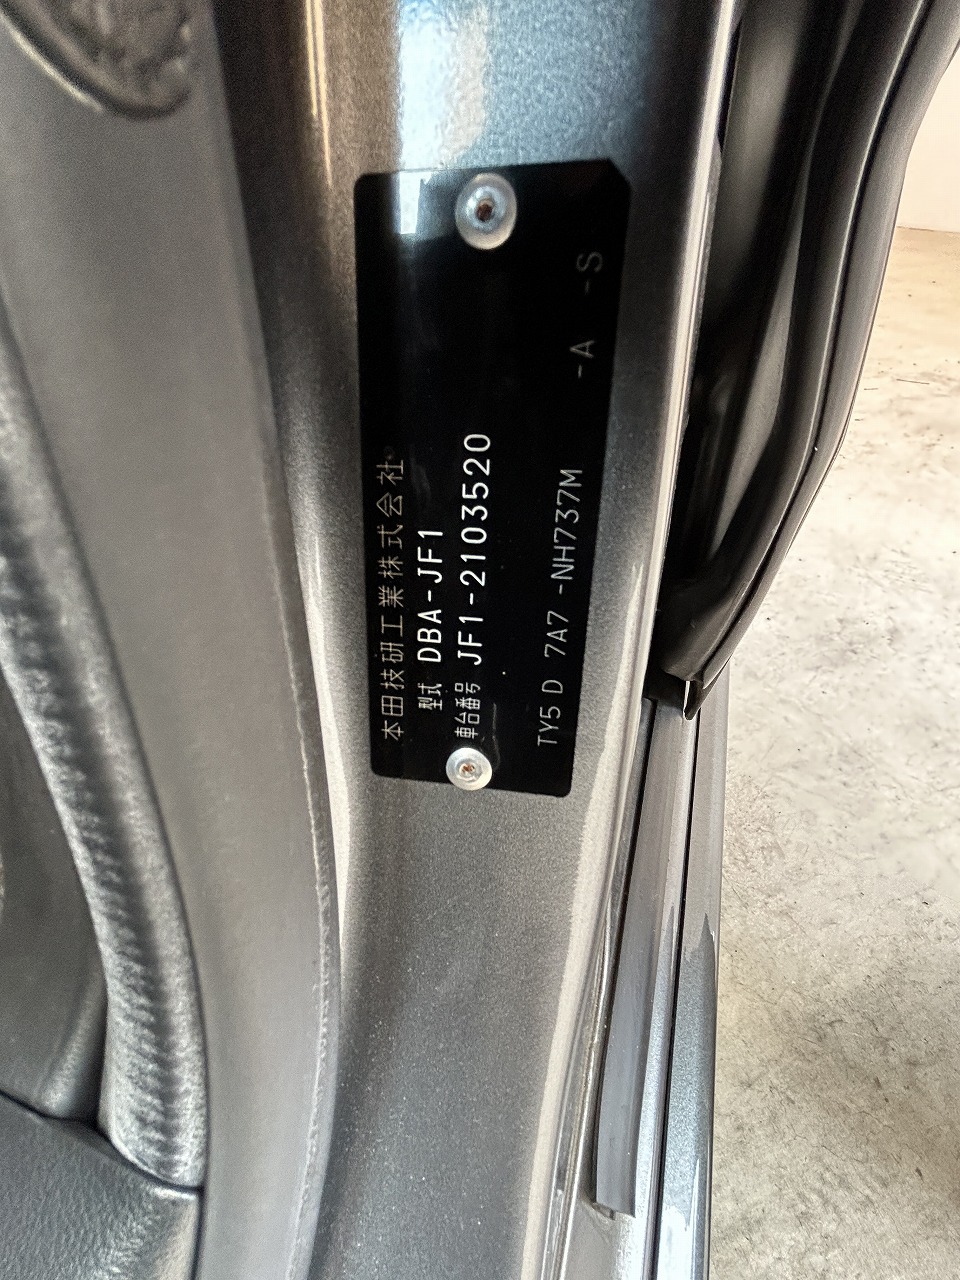 本田技研工業株式会社
型式 DBA-JF1
車台番号 JF1-2103520
TY5D 7A7 -NH737M -A -S